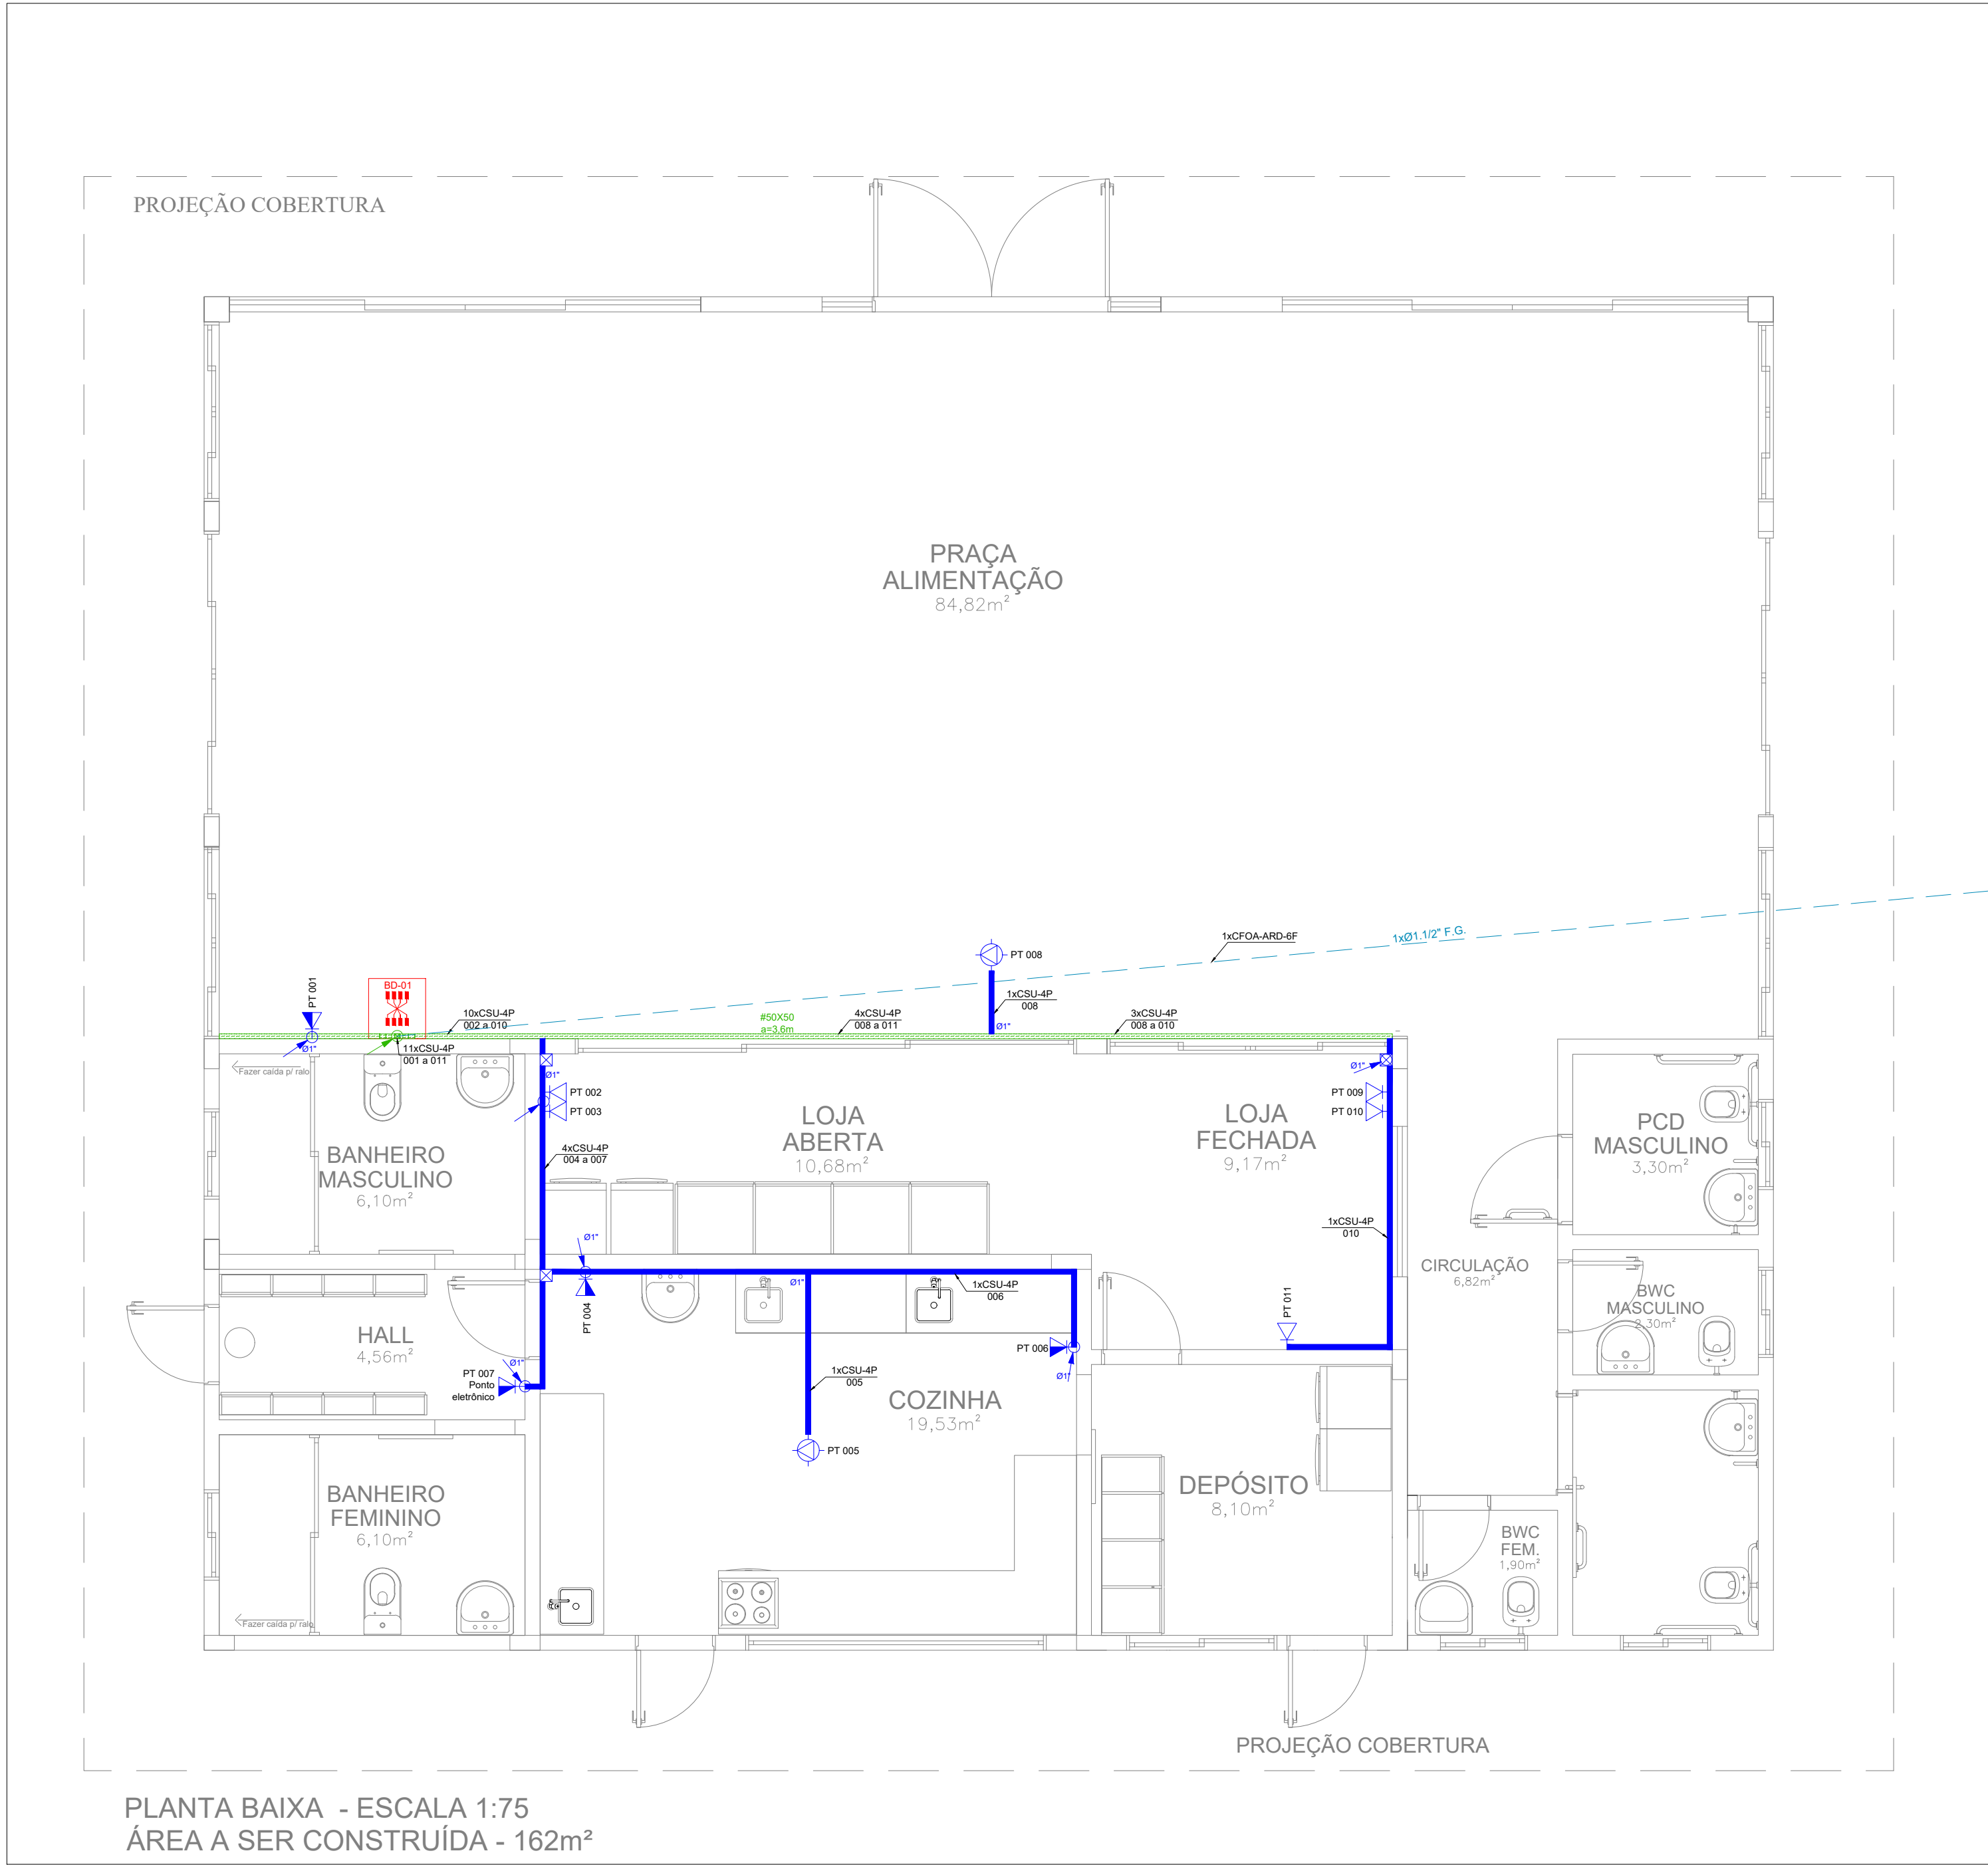 PROJEÇÃO COBERTURA
PRAÇA
ALIMENTAÇÃO
84,82m²
1xCFOA-ARD-6F
1xØ1.1/2" F.G.
PT 008
PT 001
BD-01
1xCSU-4P
008
10xCSU-4P
002 a 010
#50X50
a=3,6m
4xCSU-4P
008 a 011
Ø1"
3xCSU-4P
008 a 010
Ø1"
11xCSU-4P
001 a 011
Fazer caída p/ ralo
Ø1"
PT 002
PT 003
Ø1"
PT 009
PT 010
LOJA
ABERTA
10,68m²
LOJA
FECHADA
9,17m²
PCD
MASCULINO
3,30m²
BANHEIRO
MASCULINO
6,10m²
4xCSU-4P
004 a 007
1xCSU-4P
010
Ø1"
CIRCULAÇÃO
6,82m²
Ø1"
1xCSU-4P
006
BWC
MASCULINO
2,30m²
PT 004
PT 011
HALL
4,56m²
PT 006
Ø1"
Ø1"
PT 007
Ponto
eletrônico
1xCSU-4P
005
COZINHA
19,53m²
PT 005
DEPÓSITO
8,10m²
BANHEIRO
FEMININO
6,10m²
BWC
FEM.
1,90m²
Fazer caída p/ ralo
PROJEÇÃO COBERTURA
PLANTA BAIXA - ESCALA 1:75
ÁREA A SER CONSTRUÍDA - 162m²